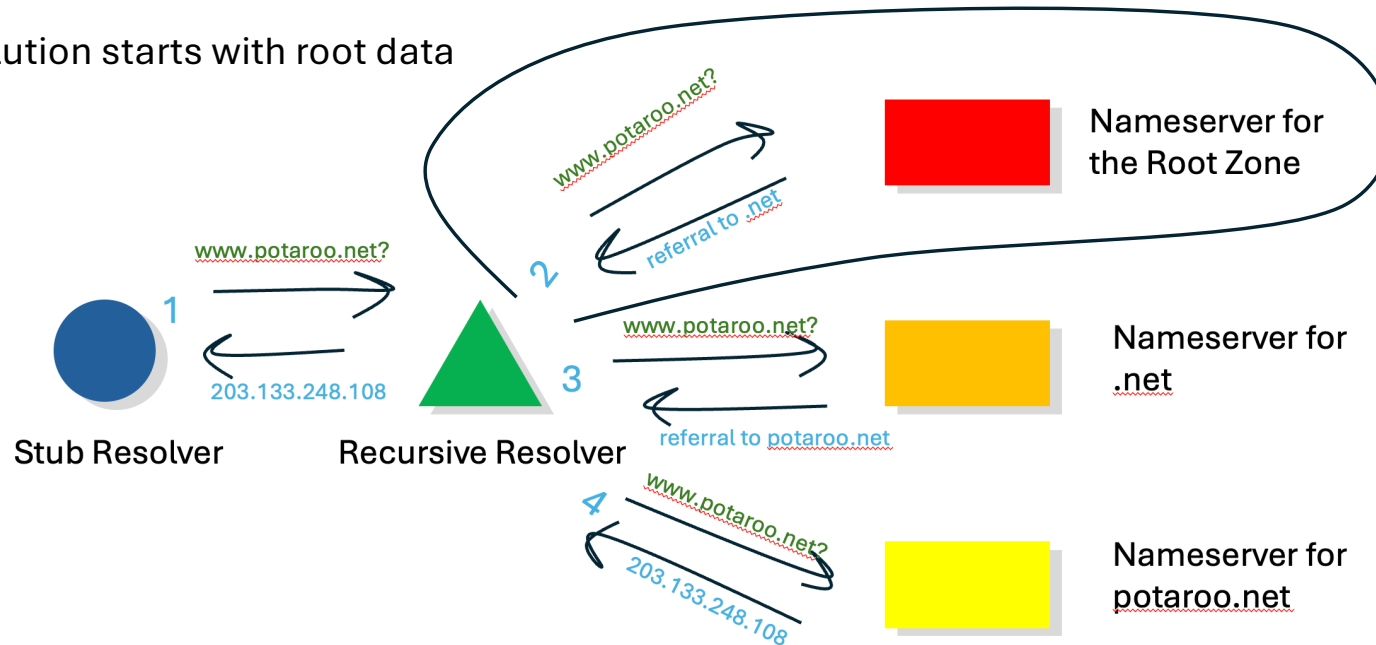 ution starts with root data
www.potaroo.net?
referral to .net
2
Nameserver for
the Root Zone
www.potaroo.net?
1
203.133.248.108
Stub Resolver
Recursive Resolver
www.potaroo.net?
3
referral to potaroo.net
Nameserver for
.net
4
www.potaroo.net?
203.133.248.108
Nameserver for
potaroo.net